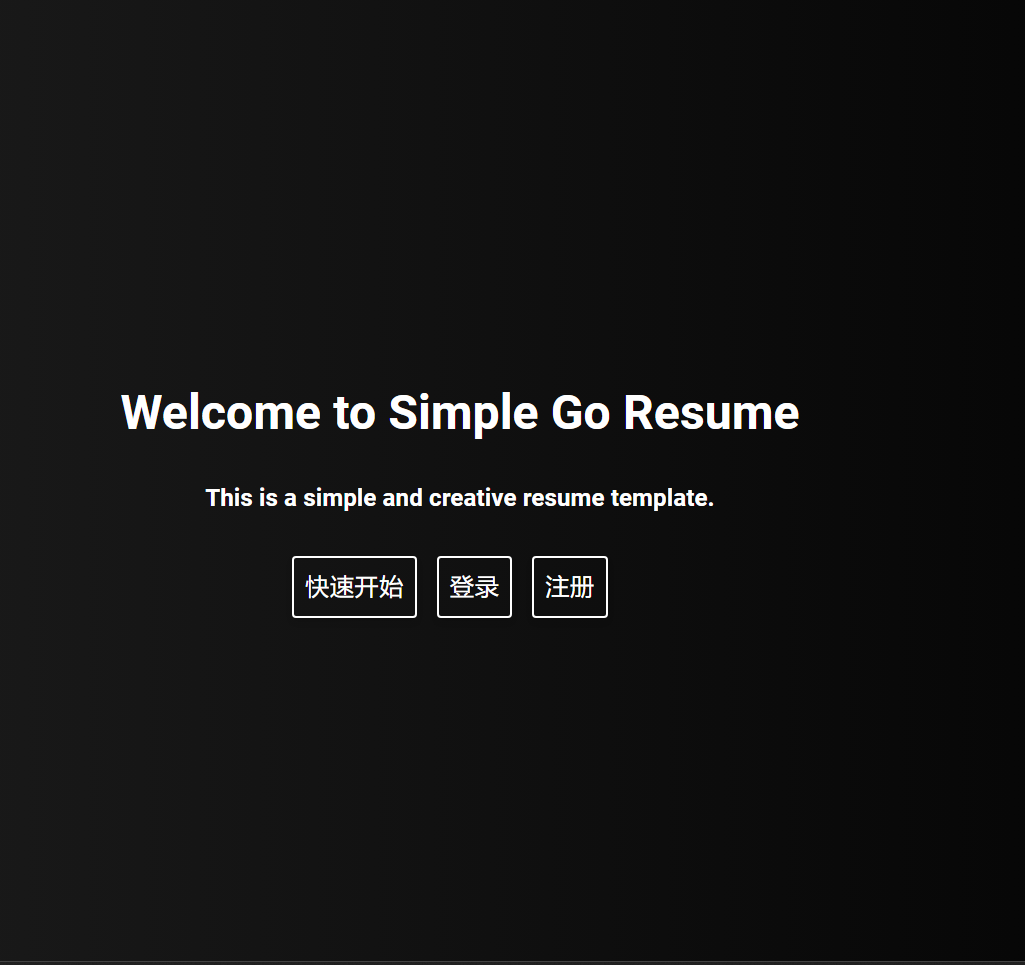 Welcome to Simple Go Resume
This is a simple and creative resume template.
快速开始 登录 注册